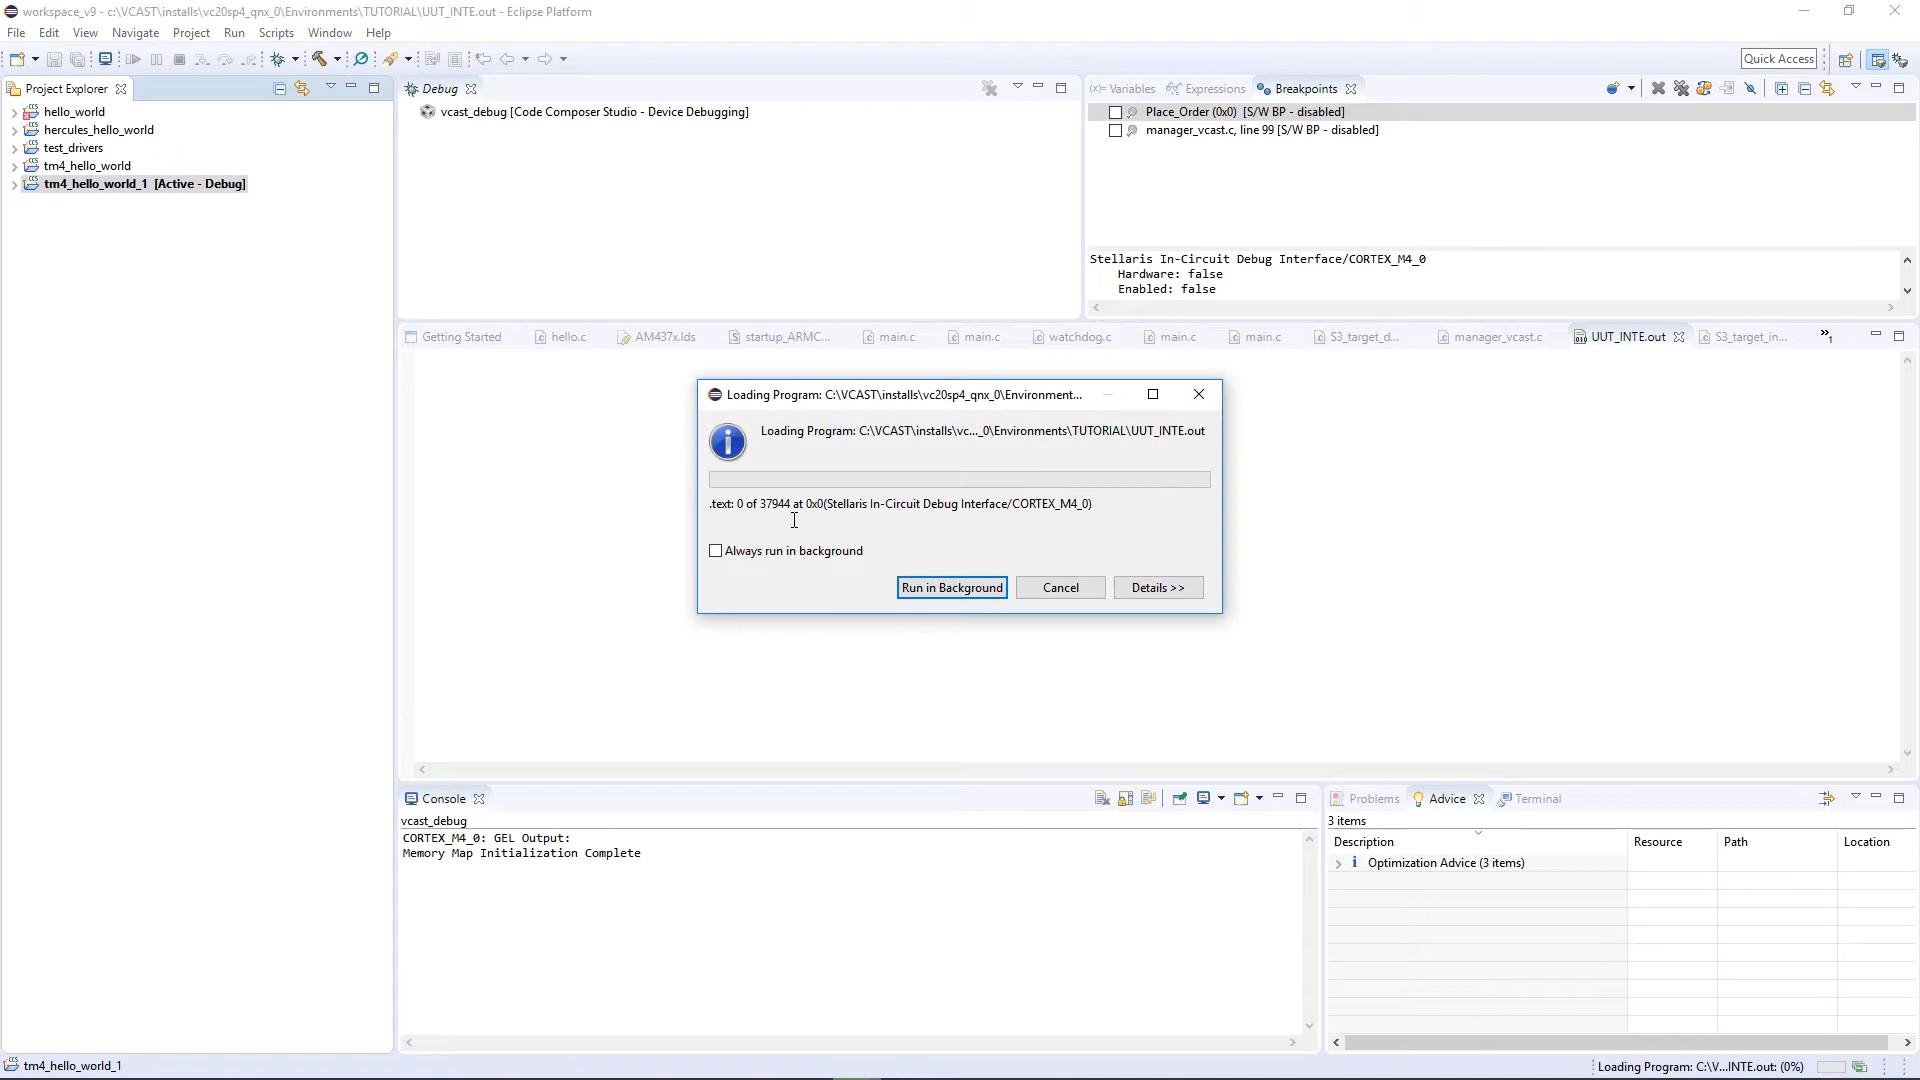 workspace_v9 - c:\VCAST\installs\vc20sp4_qnx_0\Environments\TUTORIAL\UUT_INTE.out - Eclipse Platform
File Edit View Navigate Project Run Scripts Window Help
Quick Access
Project Explorer
hello_world
hercules_hello_world
test_drivers
tm4_hello_world
tm4_hello_world_1 [Active - Debug]
Debug
vcast_debug [Code Composer Studio - Device Debugging]
(x)= Variables Expressions Breakpoints
Place_Order (0x0) [S/W BP - disabled]
manager_vcast.c, line 99 [S/W BP - disabled]
Stellaris In-Circuit Debug Interface/CORTEX_M4_0
Hardware: false
Enabled: false
Getting Started hello.c AM437x.lds startup_ARMC... main.c main.c watchdog.c main.c main.c S3_target_d... manager_vcast.c UUT_INTE.out S3_target_in... »1
Loading Program: C:\VCAST\installs\vc20sp4_qnx_0\Environment...
Loading Program: C:\VCAST\installs\vc..._0\Environments\TUTORIAL\UUT_INTE.out
.text: 0 of 37944 at 0x0(Stellaris In-Circuit Debug Interface/CORTEX_M4_0)
Always run in background
Run in Background Cancel Details >>
Console
vcast_debug
CORTEX_M4_0: GEL Output:
Memory Map Initialization Complete
Problems Advice Terminal
3 items
Description Resource Path Location
Optimization Advice (3 items)
tm4_hello_world_1
Loading Program: C:\V...INTE.out: (0%)